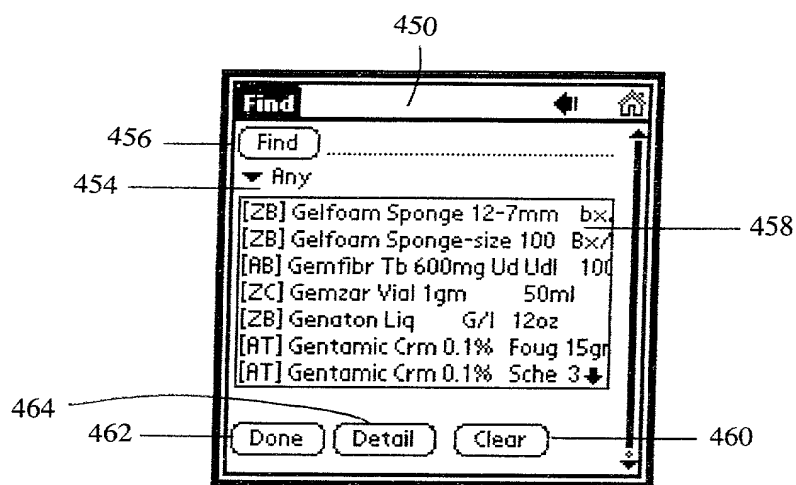 450
Find
456
Find
454
Any
[ZB] Gelfoam Sponge 12-7mm bx.
458
[ZB] Gelfoam Sponge-size 100 Bx/
[AB] Gemfibr Tb 600mg Ud Udl 100
[ZC] Gemzar Vial 1gm 50ml
[ZB] Genaton Liq G/l 12oz
[AT] Gentamic Crm 0.1% Foug 15gr
[AT] Gentamic Crm 0.1% Sche 3
464
462
Done Detail Clear
460